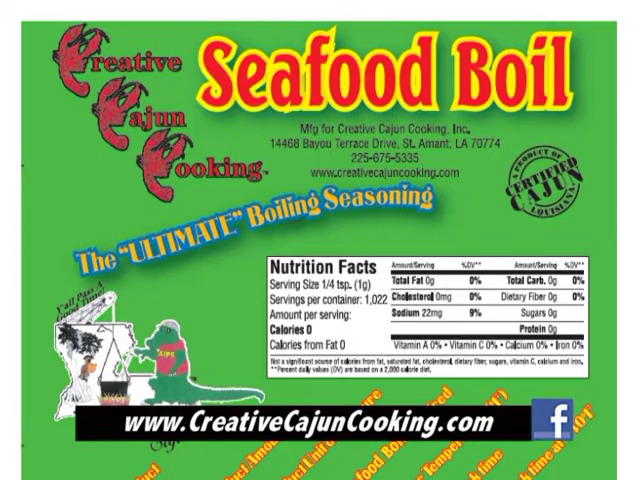 Creative
Cajun
Cooking™
Seafood Boil
Mfg for Creative Cajun Cooking, Inc.
14468 Bayou Terrace Drive, St. Amant, LA 70774
225-675-5335
www.creativecajuncooking.com
A PRODUCT OF
CERTIFIED
CAJUN
LOUISIANA
The "ULTIMATE" Boiling Seasoning
Y'all Pass A
Good Time!
Nutrition Facts
Serving Size 1/4 tsp. (1g)
Servings per container: 1,022
Amount per serving:
Calories 0
Calories from Fat 0
Amount/Serving %DV** Amount/Serving %DV**
Total Fat 0g 0% Total Carb. 0g 0%
Cholesterol 0mg 0% Dietary Fiber 0g 0%
Sodium 22mg 9% Sugars 0g
Protein 0g
Vitamin A 0% • Vitamin C 0% • Calcium 0% • Iron 0%
Not a significant source of calories from fat, saturated fat, cholesterol, dietary fiber, sugars, vitamin C, calcium and iron.
**Percent daily values (DV) are based on a 2,000 calorie diet.
www.CreativeCajunCooking.com
f